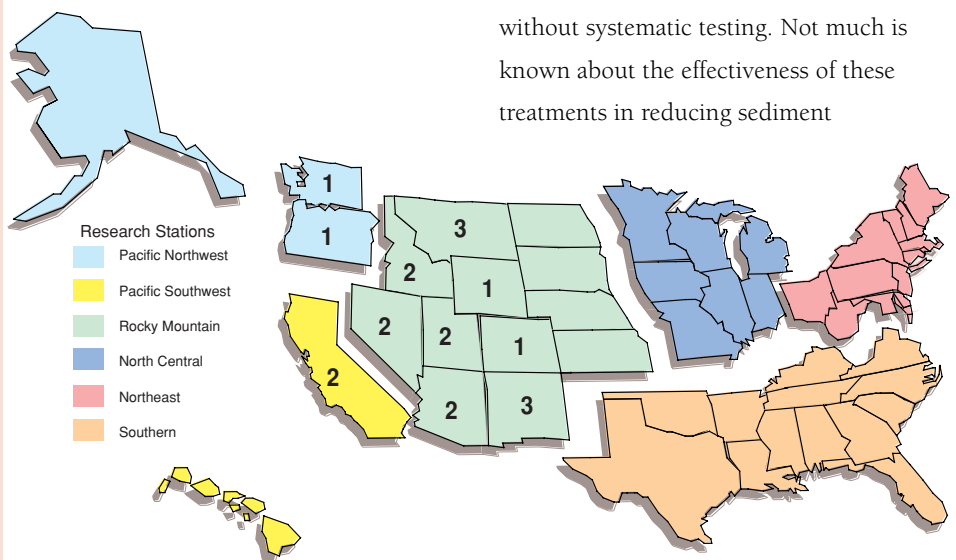 without systematic testing. Not much is
known about the effectiveness of these
treatments in reducing sediment
1
1
3
2
1
2
2
1
2
2
3
Research Stations
Pacific Northwest
Pacific Southwest
Rocky Mountain
North Central
Northeast
Southern